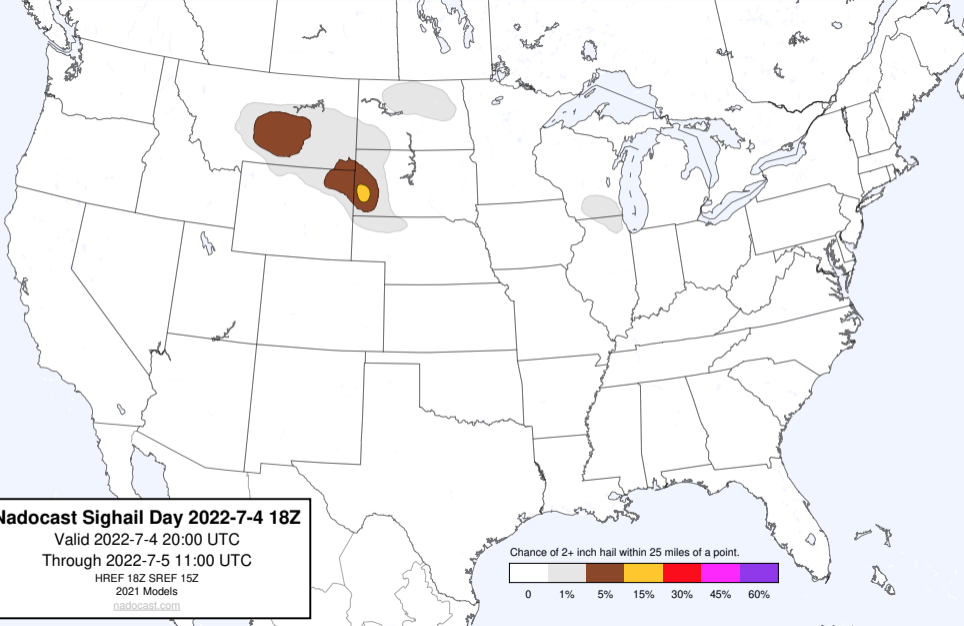 Nadocast Sighail Day 2022-7-4 18Z
Valid 2022-7-4 20:00 UTC
Through 2022-7-5 11:00 UTC
HREF 18Z SREF 15Z
2021 Models
nadocast.com
Chance of 2+ inch hail within 25 miles of a point.
0 1% 5% 15% 30% 45% 60%